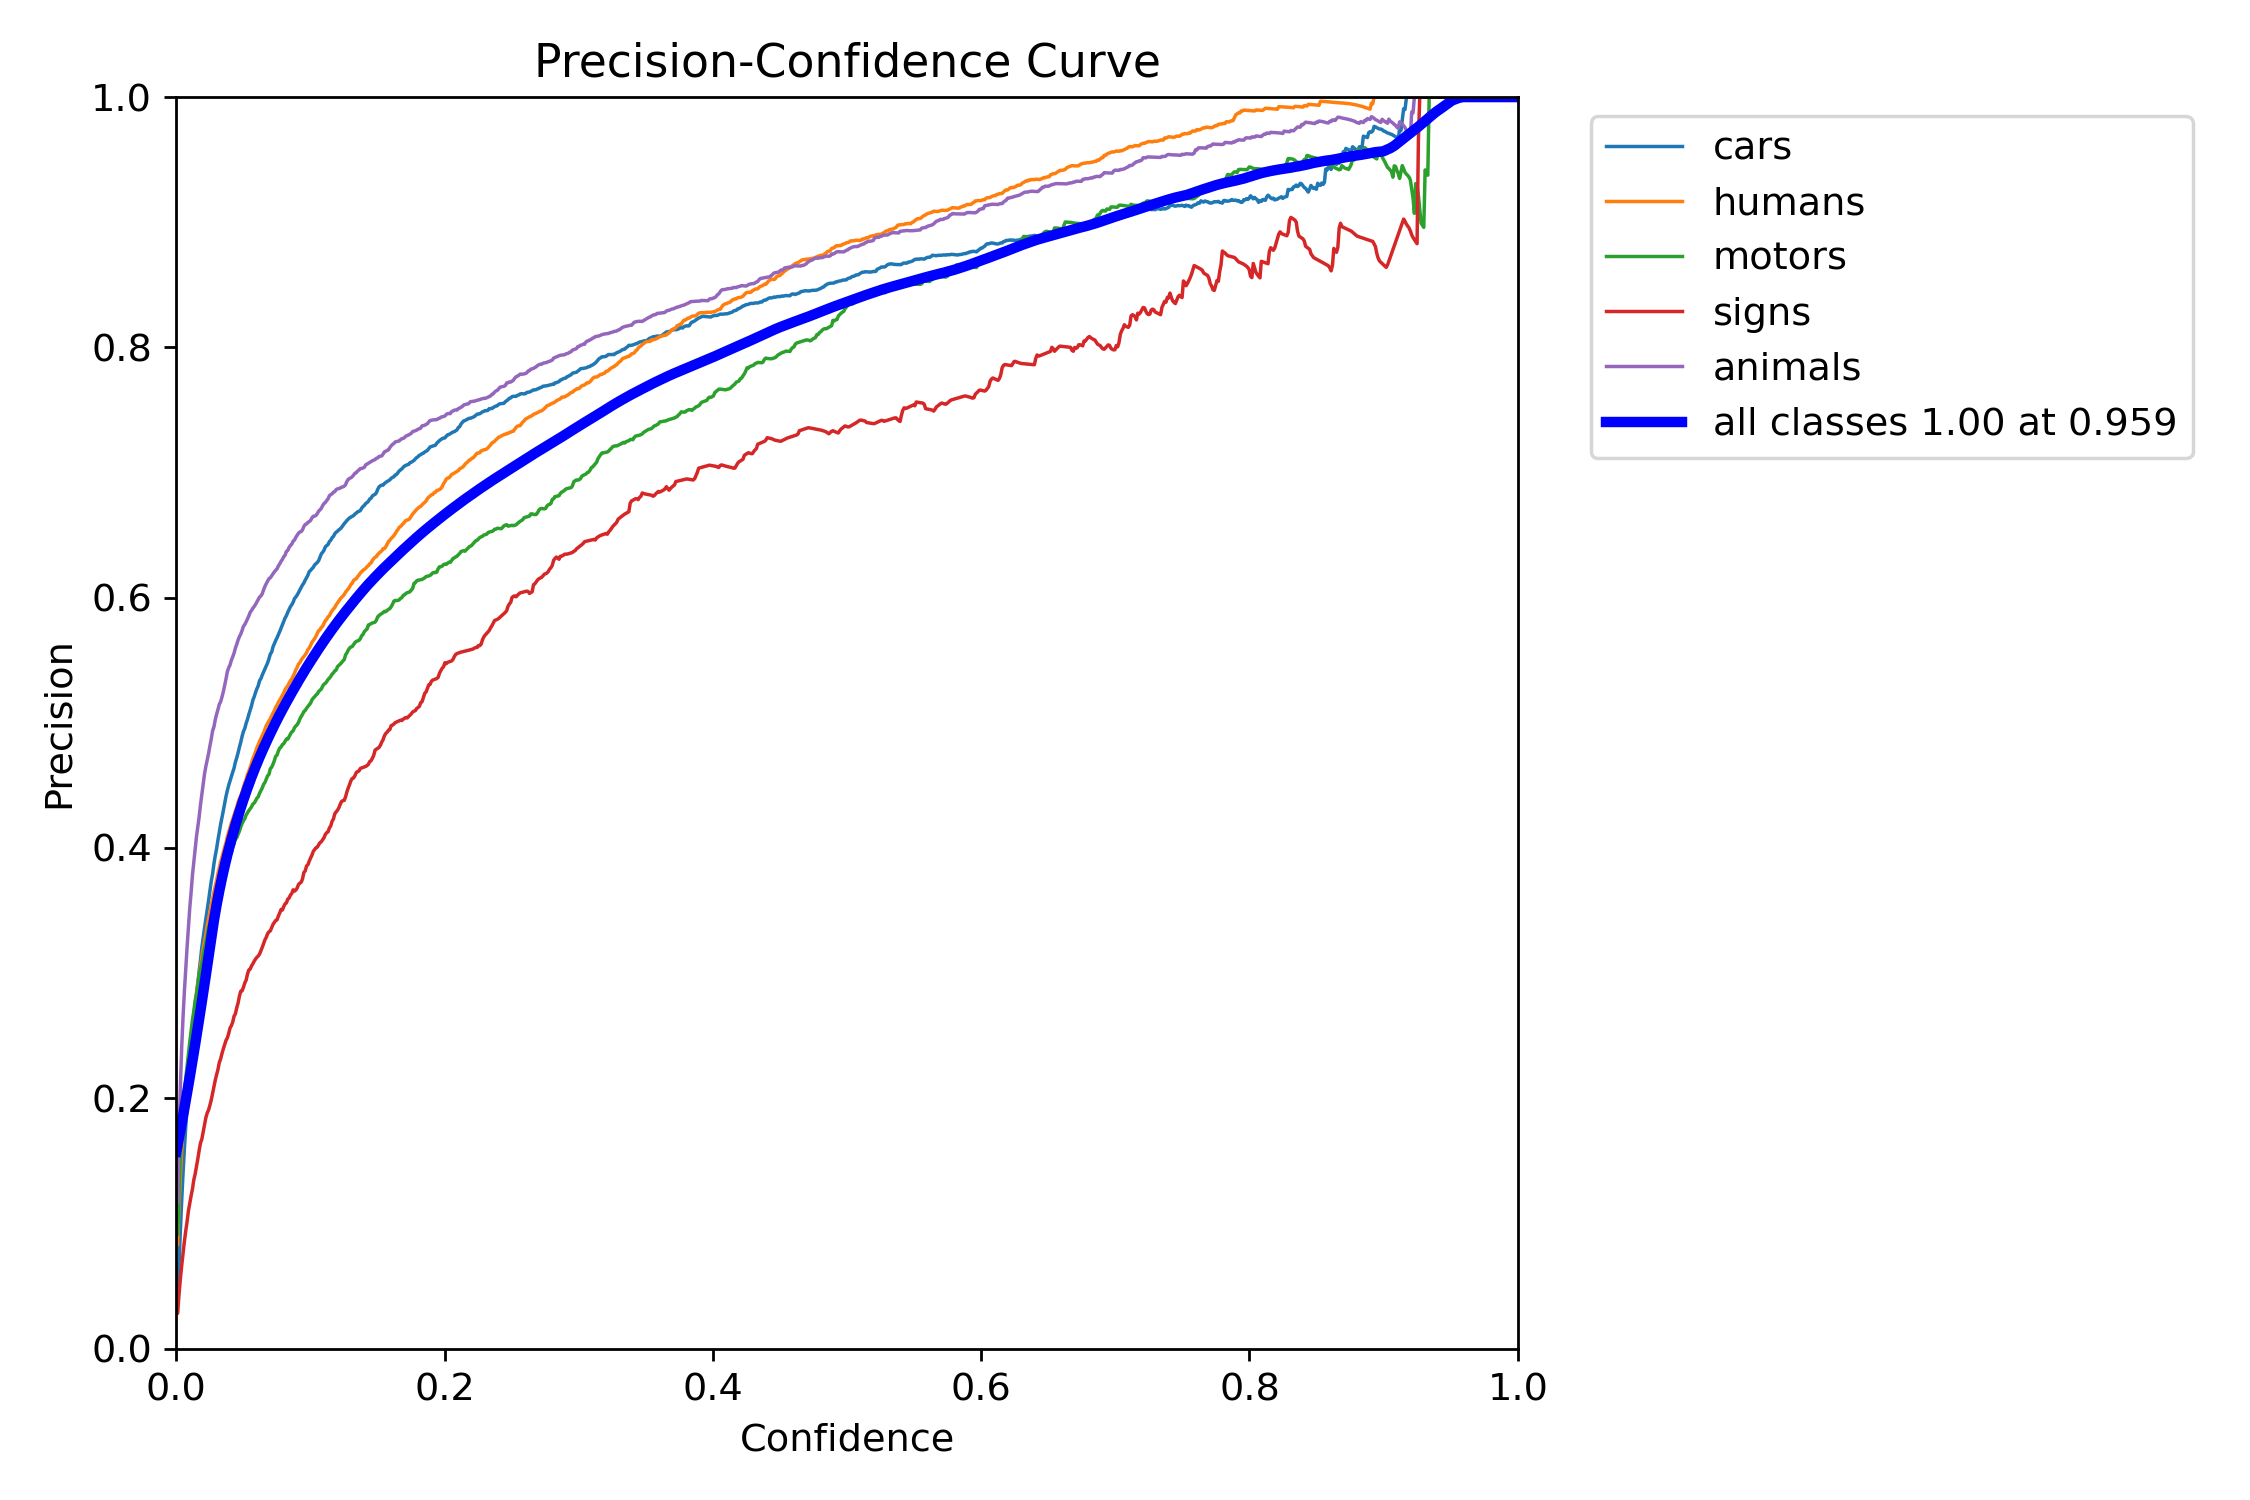 Precision-Confidence Curve
1.0
0.8
0.6
0.4
0.2
0.0
Precision
0.0 0.2 0.4 0.6 0.8 1.0
Confidence
cars
humans
motors
signs
animals
all classes 1.00 at 0.959